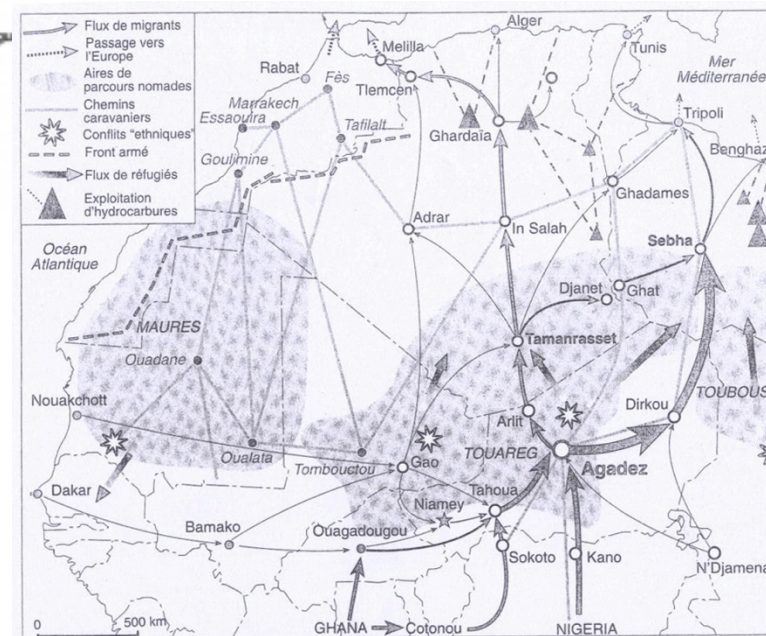 Flux de migrants
Passage vers
l'Europe
Aires de
parcours nomades
Chemins
caravaniers
Conflits "ethniques"
Front armé
Flux de réfugiés
Exploitation
d'hydrocarbures
Alger
Melilla
Tunis
Mer
Méditerranée
Rabat
Fès
Tlemcen
Marrakech
Essaouira
Tafilalt
Ghardaïa
Tripoli
Goulimine
Benghaz
Ghadames
Adrar
In Salah
Sebha
Océan
Atlantique
Djanet
Ghat
MAURES
Tamanrasset
Ouadane
TOUBOUS
Nouakchott
Arlit
Dirkou
Oualata
Tombouctou
Gao
TOUAREG
Agadez
Dakar
Niamey
Tahoua
Bamako
Ouagadougou
Sokoto
Kano
N'Djamena
0
500 km
GHANA
Cotonou
NIGERIA